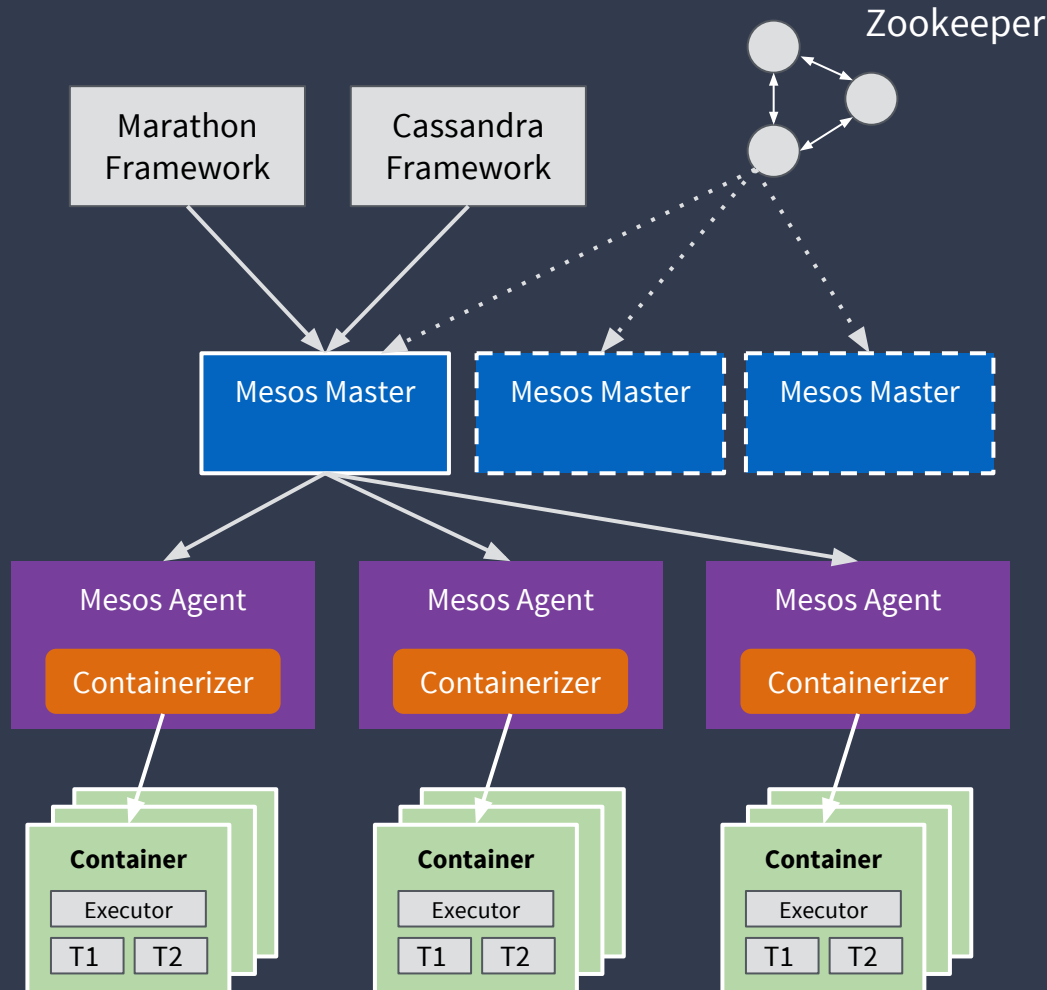 Zookeeper
Marathon
Framework
Cassandra
Framework
Mesos Master
Mesos Master
Mesos Master
Mesos Agent
Mesos Agent
Mesos Agent
Containerizer
Containerizer
Containerizer
Container
Executor
T1
T2
Container
Executor
T1
T2
Container
Executor
T1
T2